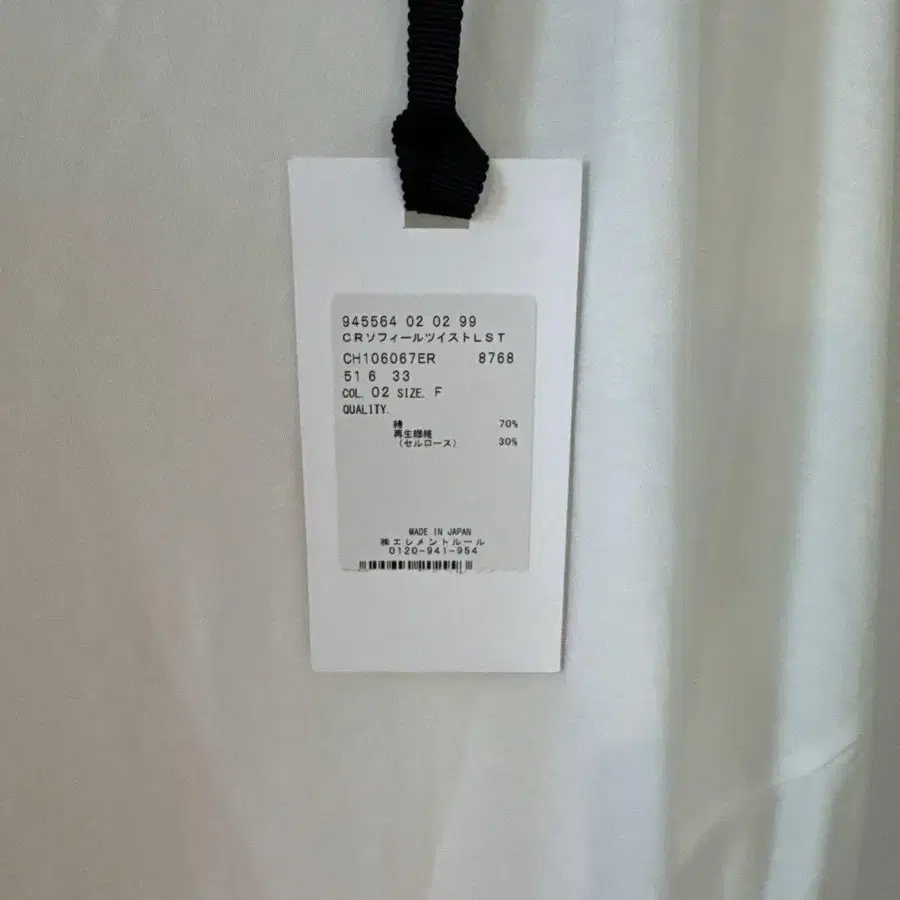 945564 02 02 99
CRソフィールツイストLST
CH106067ER 8768
51 6 33
COL. 02 SIZE. F
QUALITY.
綿 70%
再生繊維
(セルロース) 30%
MADE IN JAPAN
㈱エレメントルール
0120-941-954